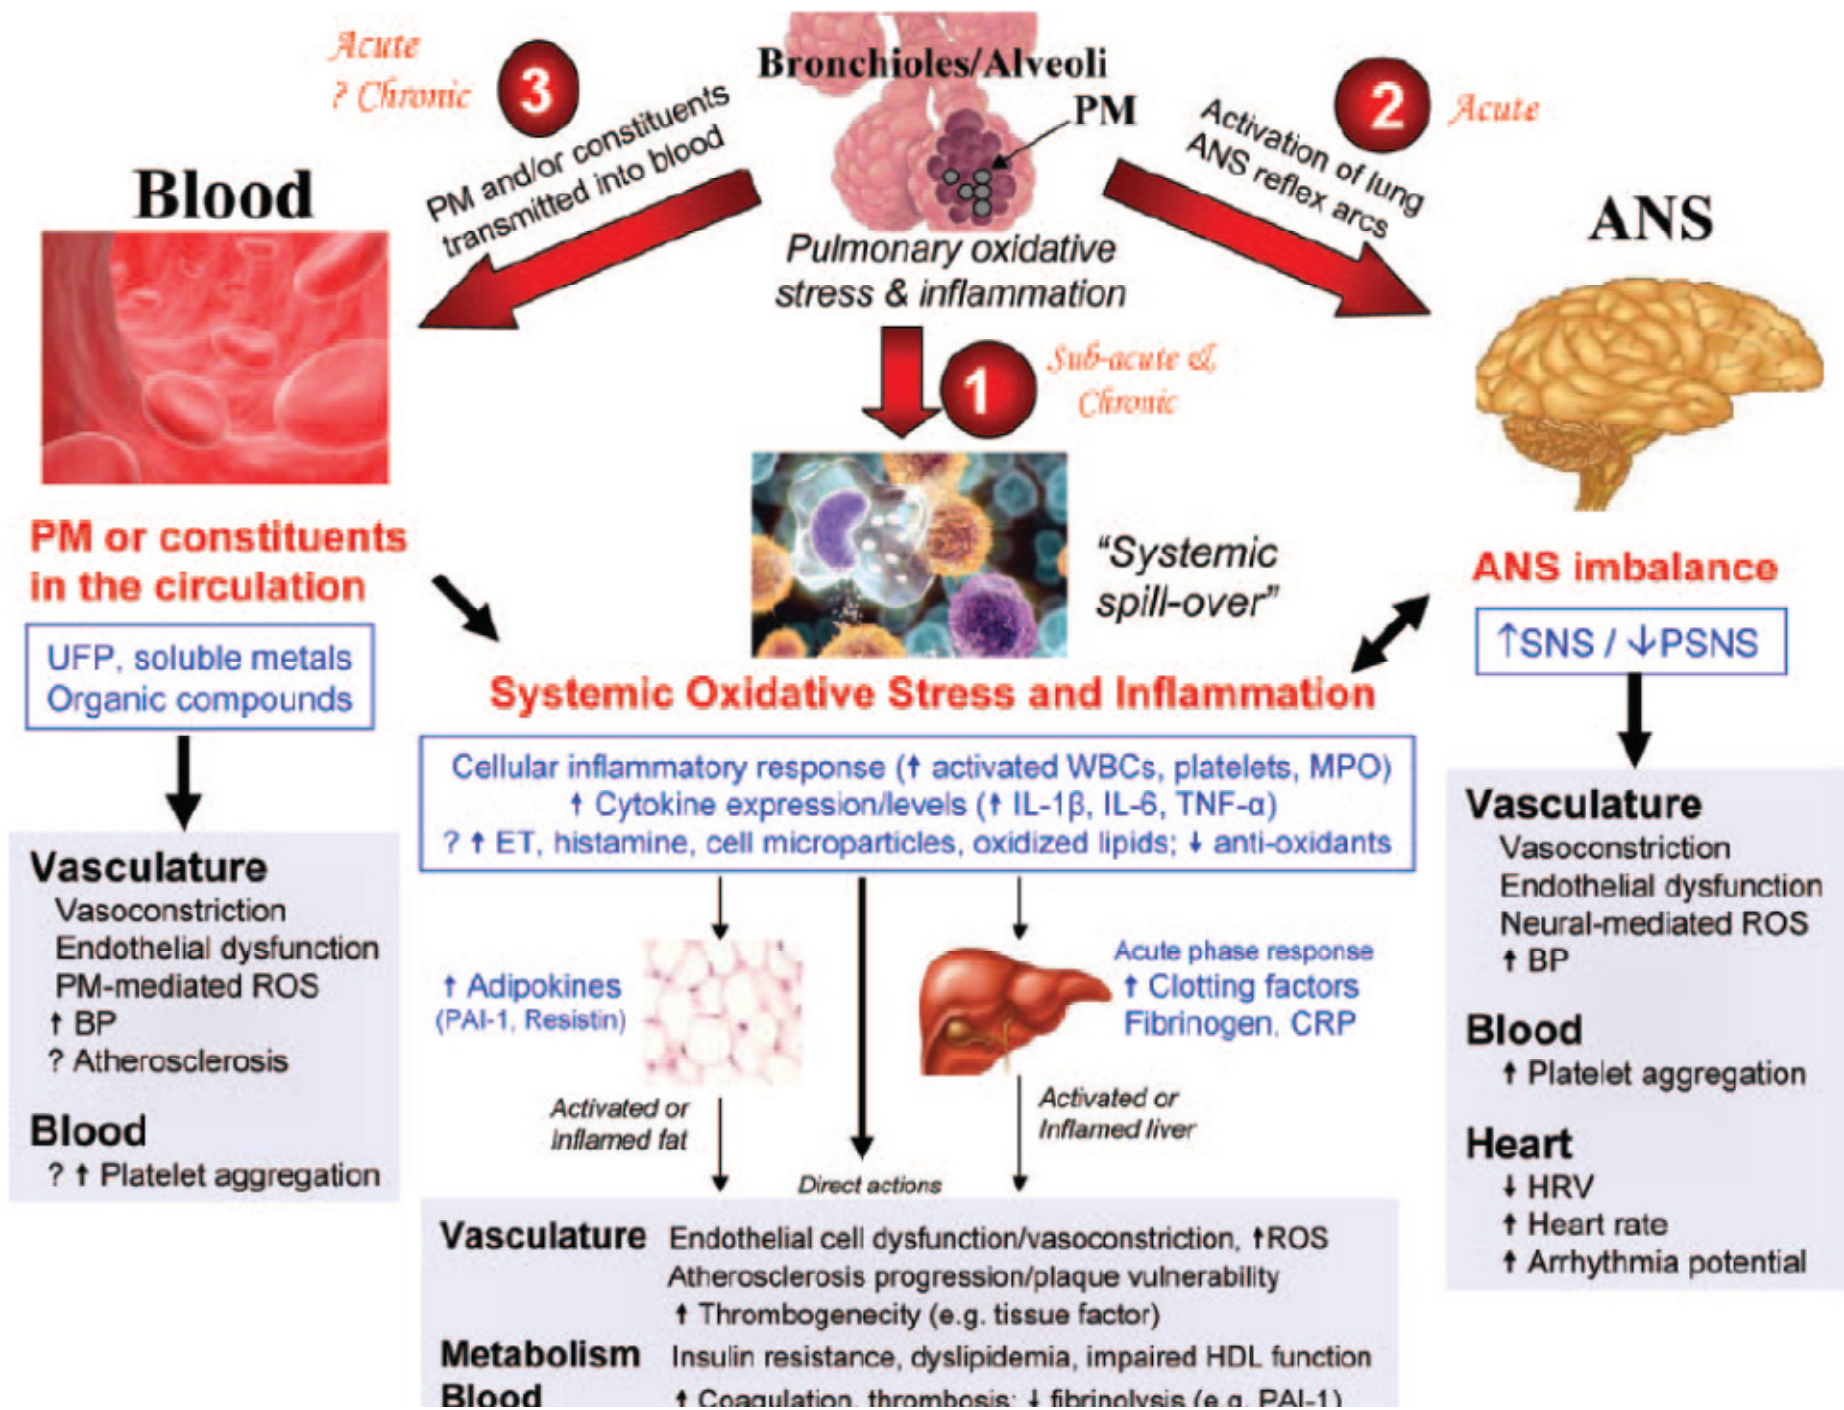 Acute
? Chronic
3
PM and/or constituents
transmitted into blood
Bronchioles/Alveoli
PM
Activation of lung
ANS reflex arcs
2
Acute
Blood
Pulmonary oxidative
stress & inflammation
ANS
1
Sub-acute &
Chronic
"Systemic
spill-over"
PM or constituents
in the circulation
UFP, soluble metals
Organic compounds
ANS imbalance
↑SNS / ↓PSNS
Systemic Oxidative Stress and Inflammation
Cellular inflammatory response (↑ activated WBCs, platelets, MPO)
↑ Cytokine expression/levels (↑ IL-1β, IL-6, TNF-α)
? ↑ ET, histamine, cell microparticles, oxidized lipids; ↓ anti-oxidants
Vasculature
Vasoconstriction
Endothelial dysfunction
PM-mediated ROS
↑ BP
? Atherosclerosis
Blood
? ↑ Platelet aggregation
↑ Adipokines
(PAI-1, Resistin)
Acute phase response
↑ Clotting factors
Fibrinogen, CRP
Activated or
Inflamed fat
Direct actions
Activated or
Inflamed liver
Vasculature
Vasoconstriction
Endothelial dysfunction
Neural-mediated ROS
↑ BP
Blood
↑ Platelet aggregation
Heart
↓ HRV
↑ Heart rate
↑ Arrhythmia potential
Vasculature Endothelial cell dysfunction/vasoconstriction, ↑ROS
Atherosclerosis progression/plaque vulnerability
↑ Thrombogenecity (e.g. tissue factor)
Metabolism Insulin resistance, dyslipidemia, impaired HDL function
Blood ↑ Coagulation, thrombosis; ↓ fibrinolysis (e.g. PAI-1)